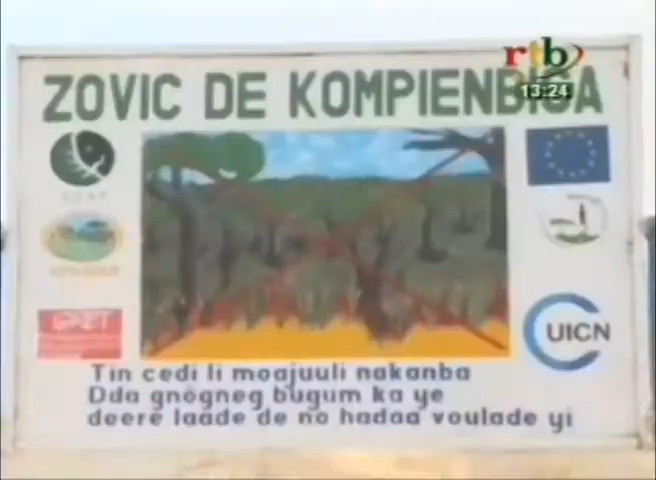 rtb
13:24
ZOVIC DE KOMPIENBIGA
UICN
Tin cedi li moajuuli nakanba
Dda gnögneg bugum ka ye
deere laade de no hadaa voulade yi